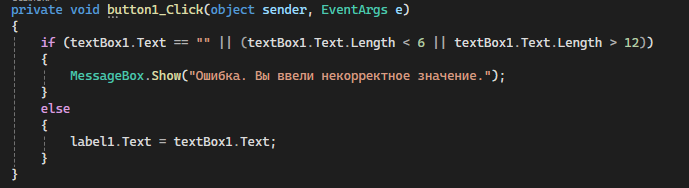 private void button1_Click(object sender, EventArgs e)
{
if (textBox1.Text == "" || (textBox1.Text.Length < 6 || textBox1.Text.Length > 12))
{
MessageBox.Show("Ошибка. Вы ввели некорректное значение.");
}
else
{
label1.Text = textBox1.Text;
}
}